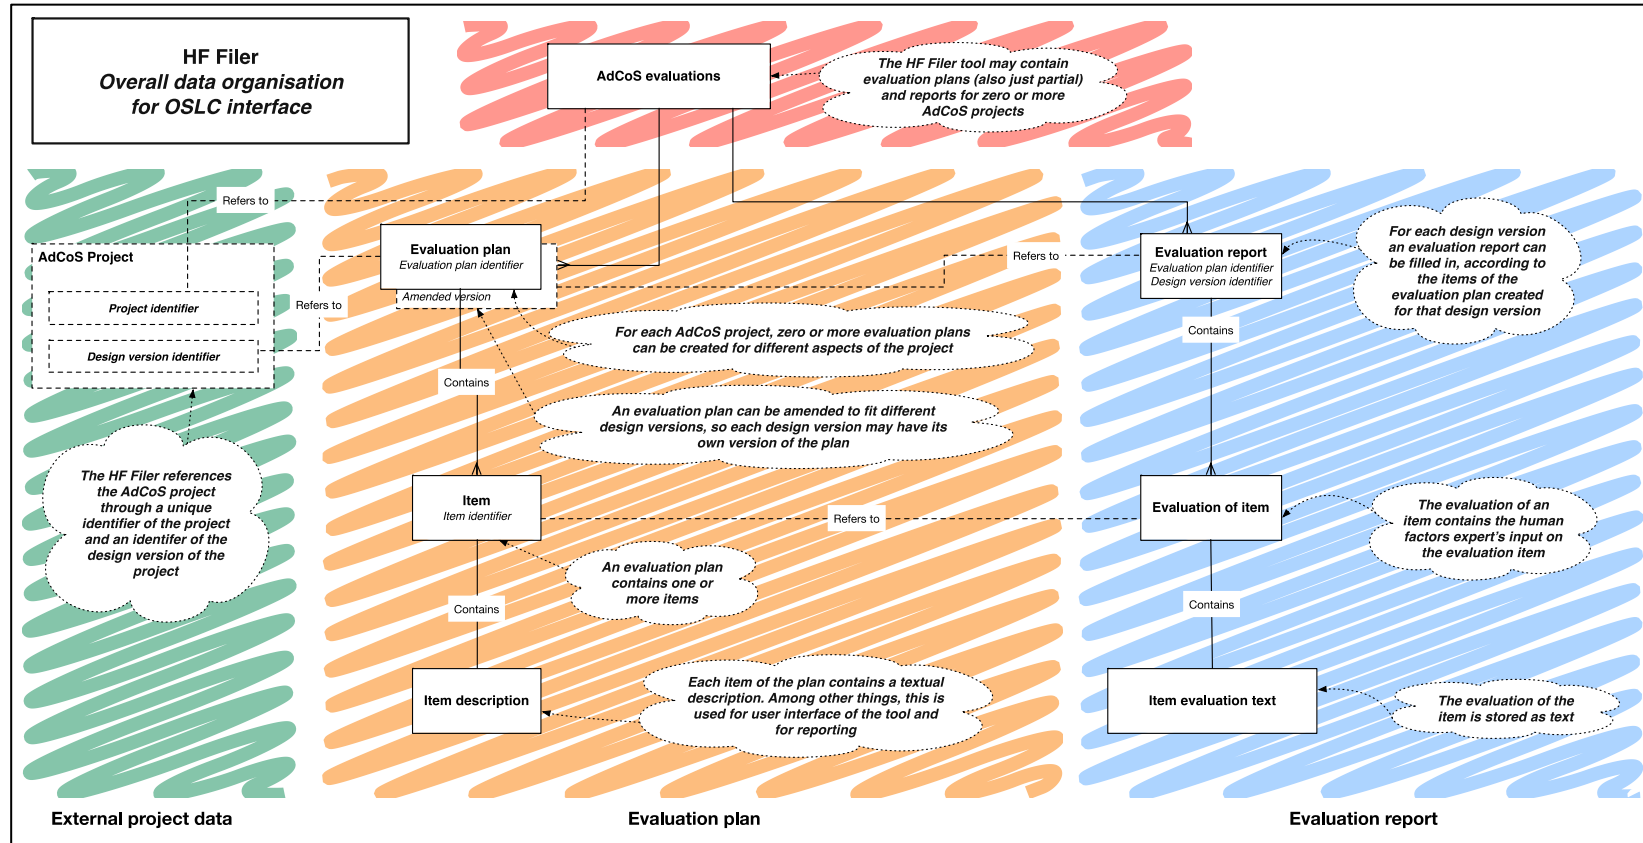 HF Filer
Overall data organisation
for OSLC interface
AdCoS evaluations
The HF Filer tool may contain
evaluation plans (also just partial)
and reports for zero or more
AdCoS projects
Refers to
AdCoS Project
Project identifier
Design version identifier
Refers to
Evaluation plan
Evaluation plan identifier
Amended version
Refers to
Evaluation report
Evaluation plan identifier
Design version identifier
For each design version
an evaluation report can
be filled in, according to
the items of the
evaluation plan created
for that design version
For each AdCoS project, zero or more evaluation plans
can be created for different aspects of the project
Contains
Contains
An evaluation plan can be amended to fit different
design versions, so each design version may have its
own version of the plan
The HF Filer references
the AdCoS project
through a unique
identifier of the project
and an identifer of the
design version of the
project
Item
Item identifier
Refers to
Evaluation of item
The evaluation of an
item contains the human
factors expert's input on
the evaluation item
An evaluation plan
contains one or
more items
Contains
Contains
Item description
Each item of the plan contains a textual
description. Among other things, this is
used for user interface of the tool and
for reporting
Item evaluation text
The evaluation of the
item is stored as text
External project data
Evaluation plan
Evaluation report